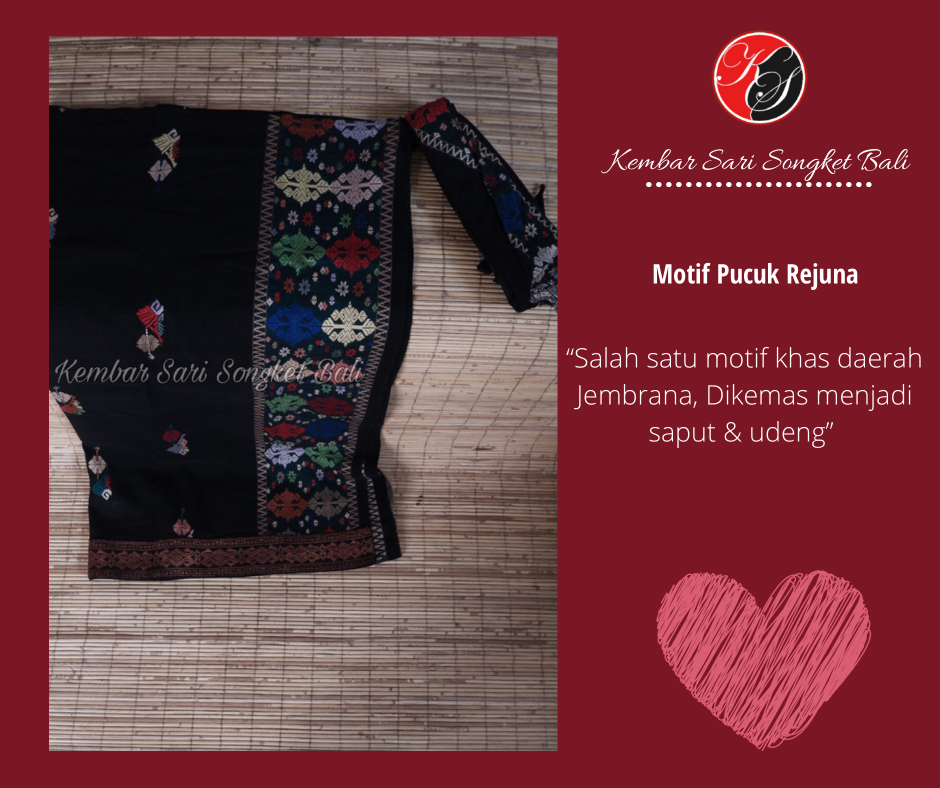 KS
Kembar Sari Songket Bali
Motif Pucuk Rejuna
“Salah satu motif khas daerah
Jembrana, Dikemas menjadi
saput & udeng”
Kembar Sari Songket Bali